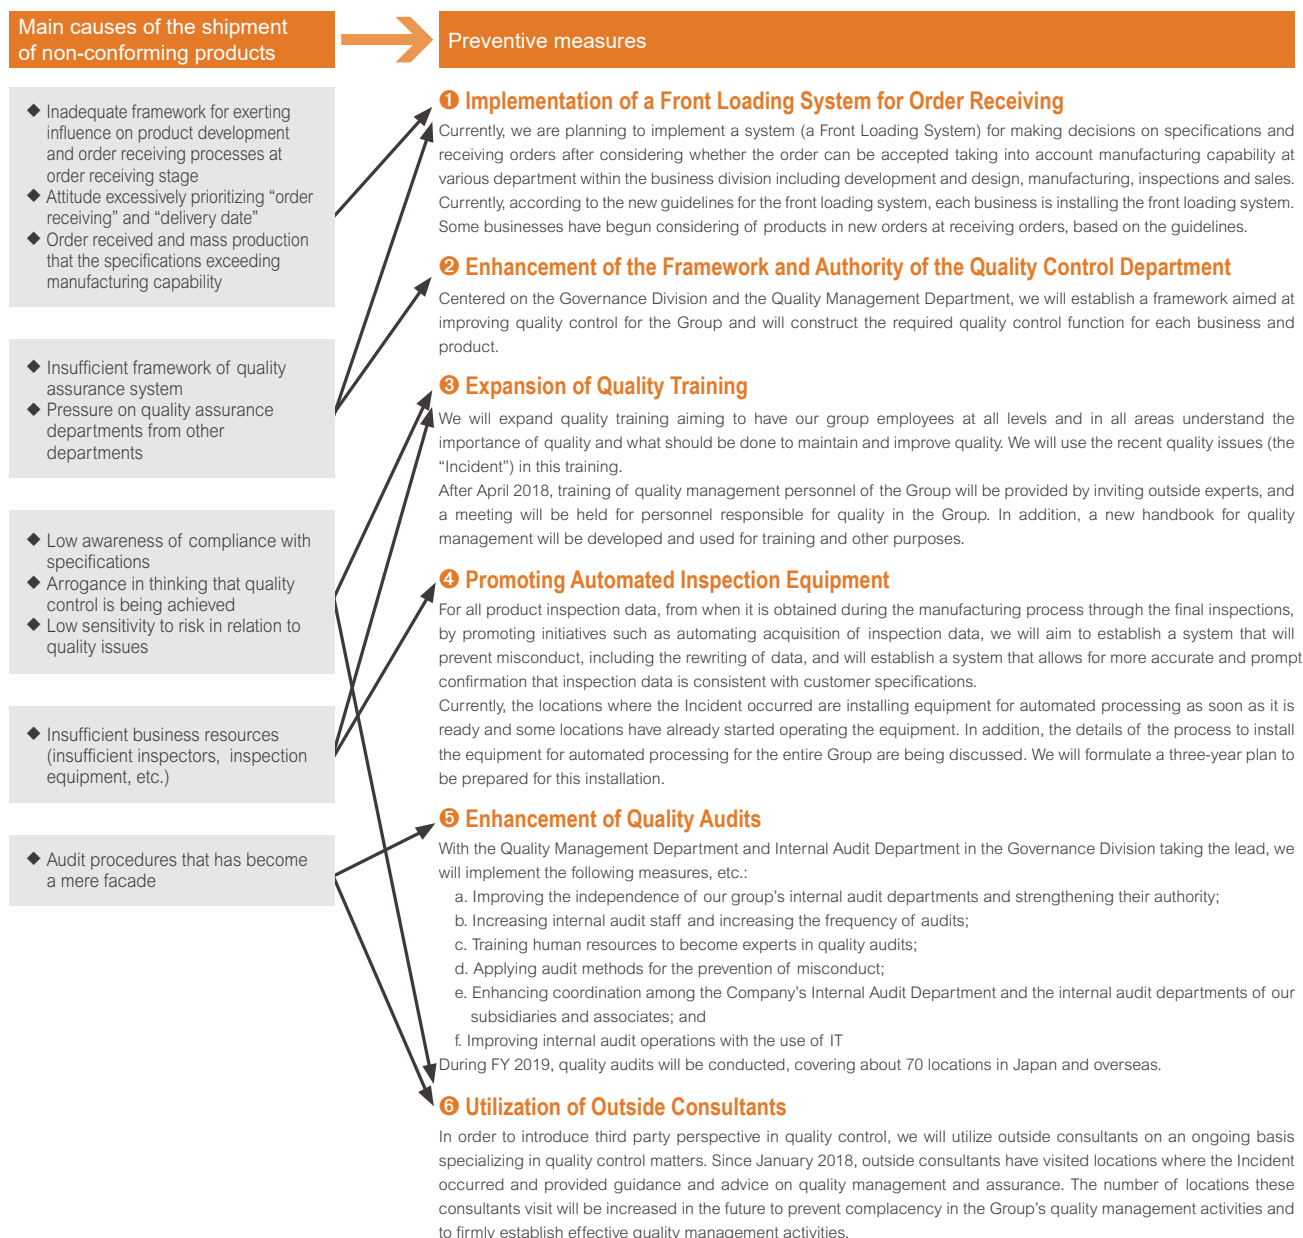 Main causes of the shipment
of non-conforming products
Preventive measures
◆ Inadequate framework for exerting
influence on product development
and order receiving processes at
order receiving stage
◆ Attitude excessively prioritizing “order
receiving” and “delivery date”
◆ Order received and mass production
that the specifications exceeding
manufacturing capability
◆ Insufficient framework of quality
assurance system
◆ Pressure on quality assurance
departments from other
departments
◆ Low awareness of compliance with
specifications
◆ Arrogance in thinking that quality
control is being achieved
◆ Low sensitivity to risk in relation to
quality issues
◆ Insufficient business resources
(insufficient inspectors, inspection
equipment, etc.)
◆ Audit procedures that has become
a mere facade
❶ Implementation of a Front Loading System for Order Receiving
Currently, we are planning to implement a system (a Front Loading System) for making decisions on specifications and
receiving orders after considering whether the order can be accepted taking into account manufacturing capability at
various department within the business division including development and design, manufacturing, inspections and sales.
Currently, according to the new guidelines for the front loading system, each business is installing the front loading system.
Some businesses have begun considering of products in new orders at receiving orders, based on the guidelines.
❷ Enhancement of the Framework and Authority of the Quality Control Department
Centered on the Governance Division and the Quality Management Department, we will establish a framework aimed at
improving quality control for the Group and will construct the required quality control function for each business and
product.
❸ Expansion of Quality Training
We will expand quality training aiming to have our group employees at all levels and in all areas understand the
importance of quality and what should be done to maintain and improve quality. We will use the recent quality issues (the
“Incident”) in this training.
After April 2018, training of quality management personnel of the Group will be provided by inviting outside experts, and
a meeting will be held for personnel responsible for quality in the Group. In addition, a new handbook for quality
management will be developed and used for training and other purposes.
❹ Promoting Automated Inspection Equipment
For all product inspection data, from when it is obtained during the manufacturing process through the final inspections,
by promoting initiatives such as automating acquisition of inspection data, we will aim to establish a system that will
prevent misconduct, including the rewriting of data, and will establish a system that allows for more accurate and prompt
confirmation that inspection data is consistent with customer specifications.
Currently, the locations where the Incident occurred are installing equipment for automated processing as soon as it is
ready and some locations have already started operating the equipment. In addition, the details of the process to install
the equipment for automated processing for the entire Group are being discussed. We will formulate a three-year plan to
be prepared for this installation.
❺ Enhancement of Quality Audits
With the Quality Management Department and Internal Audit Department in the Governance Division taking the lead, we
will implement the following measures, etc.:
a. Improving the independence of our group’s internal audit departments and strengthening their authority;
b. Increasing internal audit staff and increasing the frequency of audits;
c. Training human resources to become experts in quality audits;
d. Applying audit methods for the prevention of misconduct;
e. Enhancing coordination among the Company’s Internal Audit Department and the internal audit departments of our
subsidiaries and associates; and
f. Improving internal audit operations with the use of IT
During FY 2019, quality audits will be conducted, covering about 70 locations in Japan and overseas.
❻ Utilization of Outside Consultants
In order to introduce third party perspective in quality control, we will utilize outside consultants on an ongoing basis
specializing in quality control matters. Since January 2018, outside consultants have visited locations where the Incident
occurred and provided guidance and advice on quality management and assurance. The number of locations these
consultants visit will be increased in the future to prevent complacency in the Group’s quality management activities and
to firmly establish effective quality management activities.